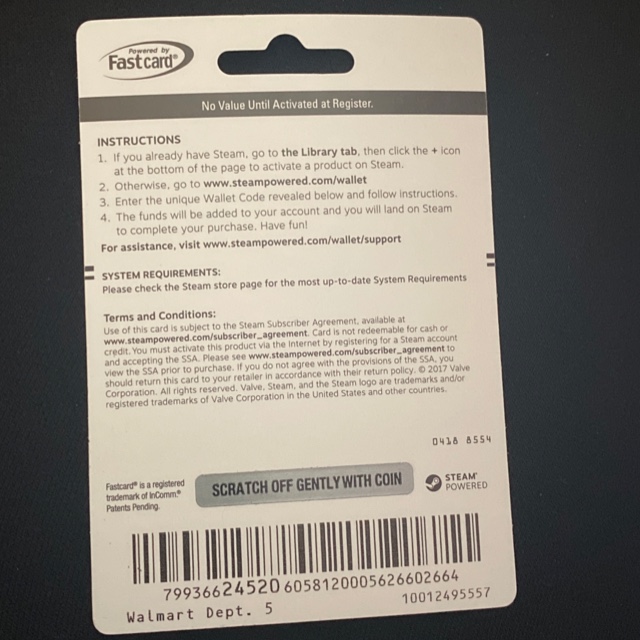 Powered by
Fastcard®
No Value Until Activated at Register.
INSTRUCTIONS
1. If you already have Steam, go to the Library tab, then click the + icon
at the bottom of the page to activate a product on Steam.
2. Otherwise, go to www.steampowered.com/wallet
3. Enter the unique Wallet Code revealed below and follow instructions.
4. The funds will be added to your account and you will land on Steam
to complete your purchase. Have fun!
For assistance, visit www.steampowered.com/wallet/support
SYSTEM REQUIREMENTS:
Please check the Steam store page for the most up-to-date System Requirements
Terms and Conditions:
Use of this card is subject to the Steam Subscriber Agreement, available at
www.steampowered.com/subscriber_agreement. Card is not redeemable for cash or
credit. You must activate this product via the Internet by registering for a Steam account
and accepting the SSA. Please see www.steampowered.com/subscriber_agreement to
view the SSA prior to purchase. If you do not agree with the provisions of the SSA, you
should return this card to your retailer in accordance with their return policy. © 2017 Valve
Corporation. All rights reserved. Valve, Steam, and the Steam logo are trademarks and/or
registered trademarks of Valve Corporation in the United States and other countries.
0418 8554
Fastcard® is a registered
trademark of InComm.®
Patents Pending.
SCRATCH OFF GENTLY WITH COIN
STEAM™
POWERED
799366245206058120005626602664
Walmart Dept. 5
10012495557